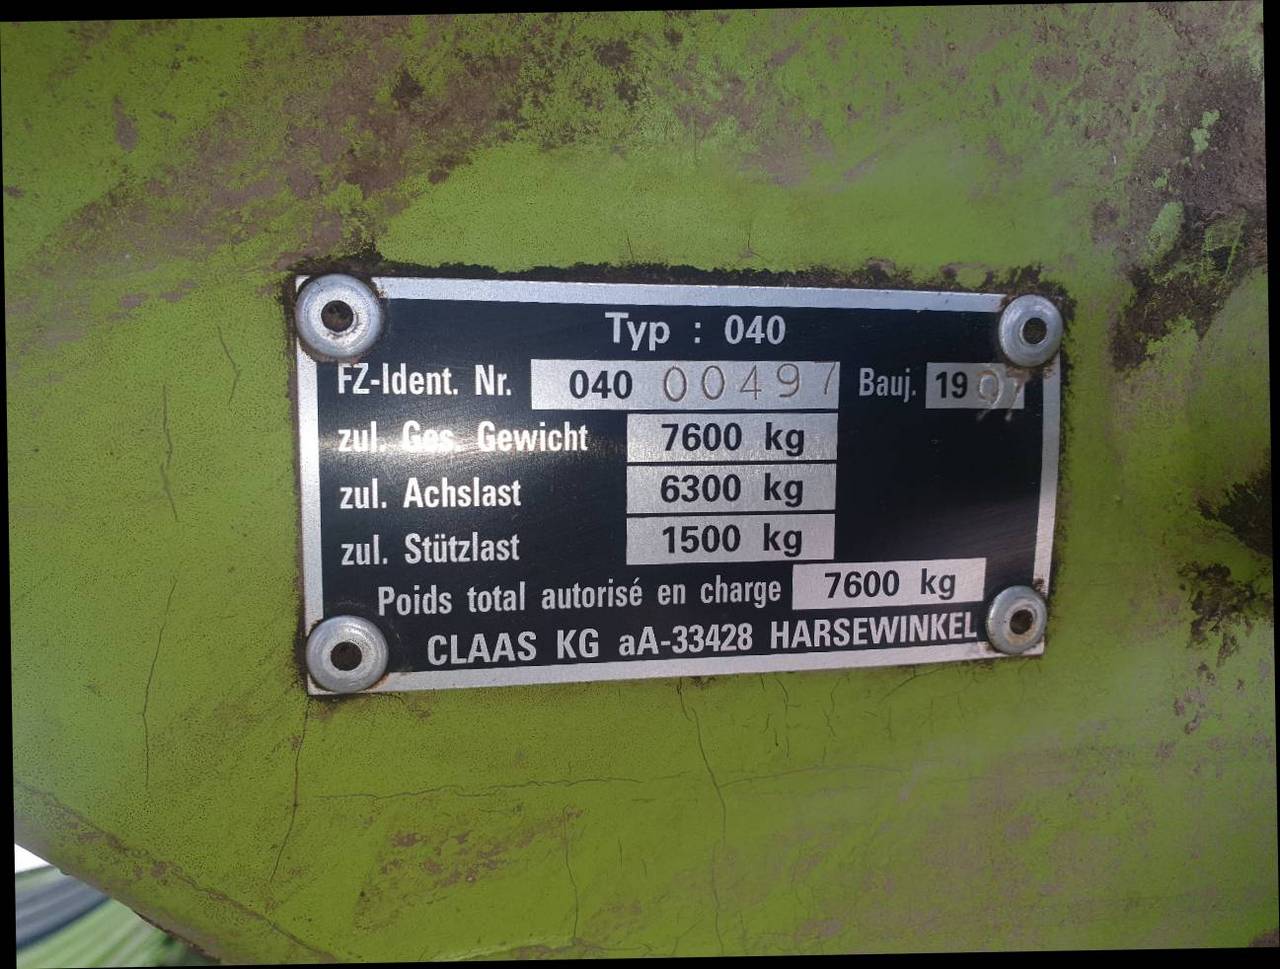 Typ : 040
FZ-Ident. Nr. 040 00497 Bauj. 1997
zul. Ges. Gewicht 7600 kg
zul. Achslast 6300 kg
zul. Stützlast 1500 kg
Poids total autorisé en charge 7600 kg
CLAAS KG aA-33428 HARSEWINKEL